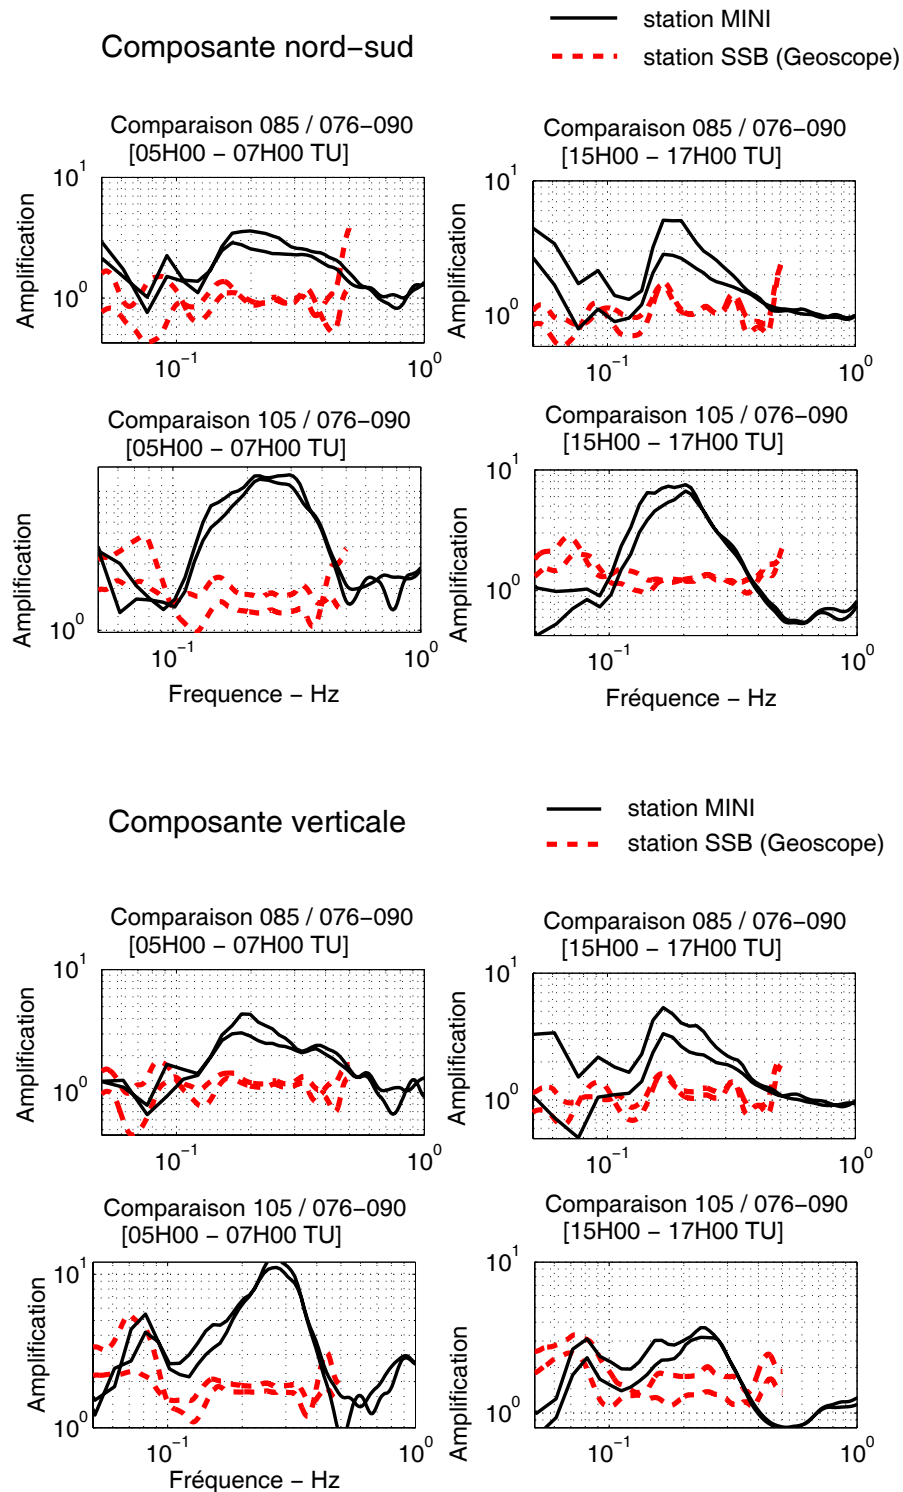 station MINI
Composante nord–sud
station SSB (Geoscope)
Comparaison 085 / 076–090
[05H00 – 07H00 TU]
Comparaison 085 / 076–090
[15H00 – 17H00 TU]
10^1
10^0
Amplification
10^–1
10^0
10^1
10^0
Amplification
10^–1
10^0
Comparaison 105 / 076–090
[05H00 – 07H00 TU]
Comparaison 105 / 076–090
[15H00 – 17H00 TU]
10^0
Amplification
10^–1
10^0
Frequence – Hz
10^1
10^0
Amplification
10^–1
10^0
Fréquence – Hz
Composante verticale
station MINI
station SSB (Geoscope)
Comparaison 085 / 076–090
[05H00 – 07H00 TU]
Comparaison 085 / 076–090
[15H00 – 17H00 TU]
10^1
10^0
Amplification
10^–1
10^0
10^1
10^0
Amplification
10^–1
10^0
Comparaison 105 / 076–090
[05H00 – 07H00 TU]
Comparaison 105 / 076–090
[15H00 – 17H00 TU]
10^1
10^0
Amplification
10^–1
10^0
Fréquence – Hz
10^1
10^0
Amplification
10^–1
10^0